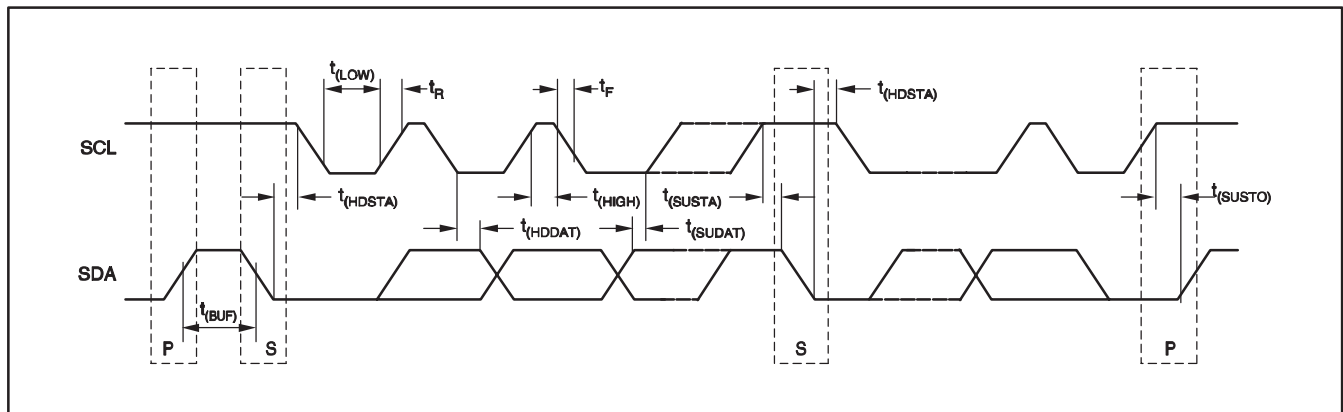 t(LOW)
tR
tF
t(HDSTA)
SCL
t(HDSTA)
t(HIGH)
t(SUSTA)
t(SUSTO)
t(HDDAT)
t(SUDAT)
SDA
t(BUF)
P
S
S
P